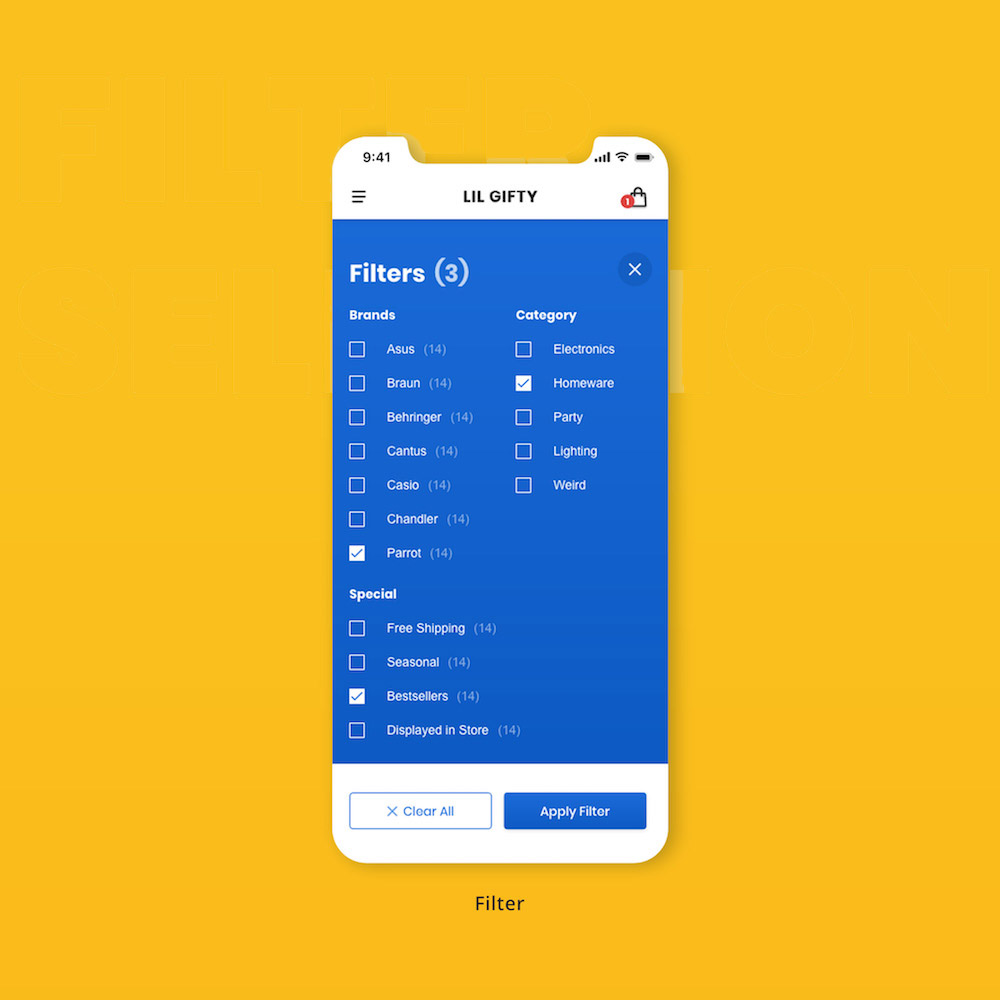 FILTER
SELECTION
9:41
LIL GIFTY
1
Filters (3)
Brands
Asus (14)
Braun (14)
Behringer (14)
Cantus (14)
Casio (14)
Chandler (14)
Parrot (14)
Category
Electronics
Homeware
Party
Lighting
Weird
Special
Free Shipping (14)
Seasonal (14)
Bestsellers (14)
Displayed in Store (14)
Clear All
Apply Filter
Filter